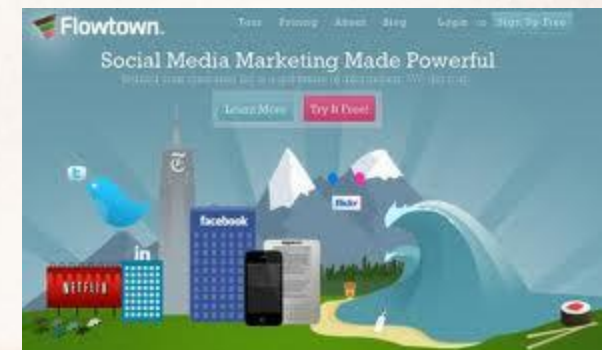 Flowtown.
Tour Pricing About Blog Login or Sign Up Free
Social Media Marketing Made Powerful
Learn More Try It Free!
t
T
facebook
flickr
in
NETFLIX